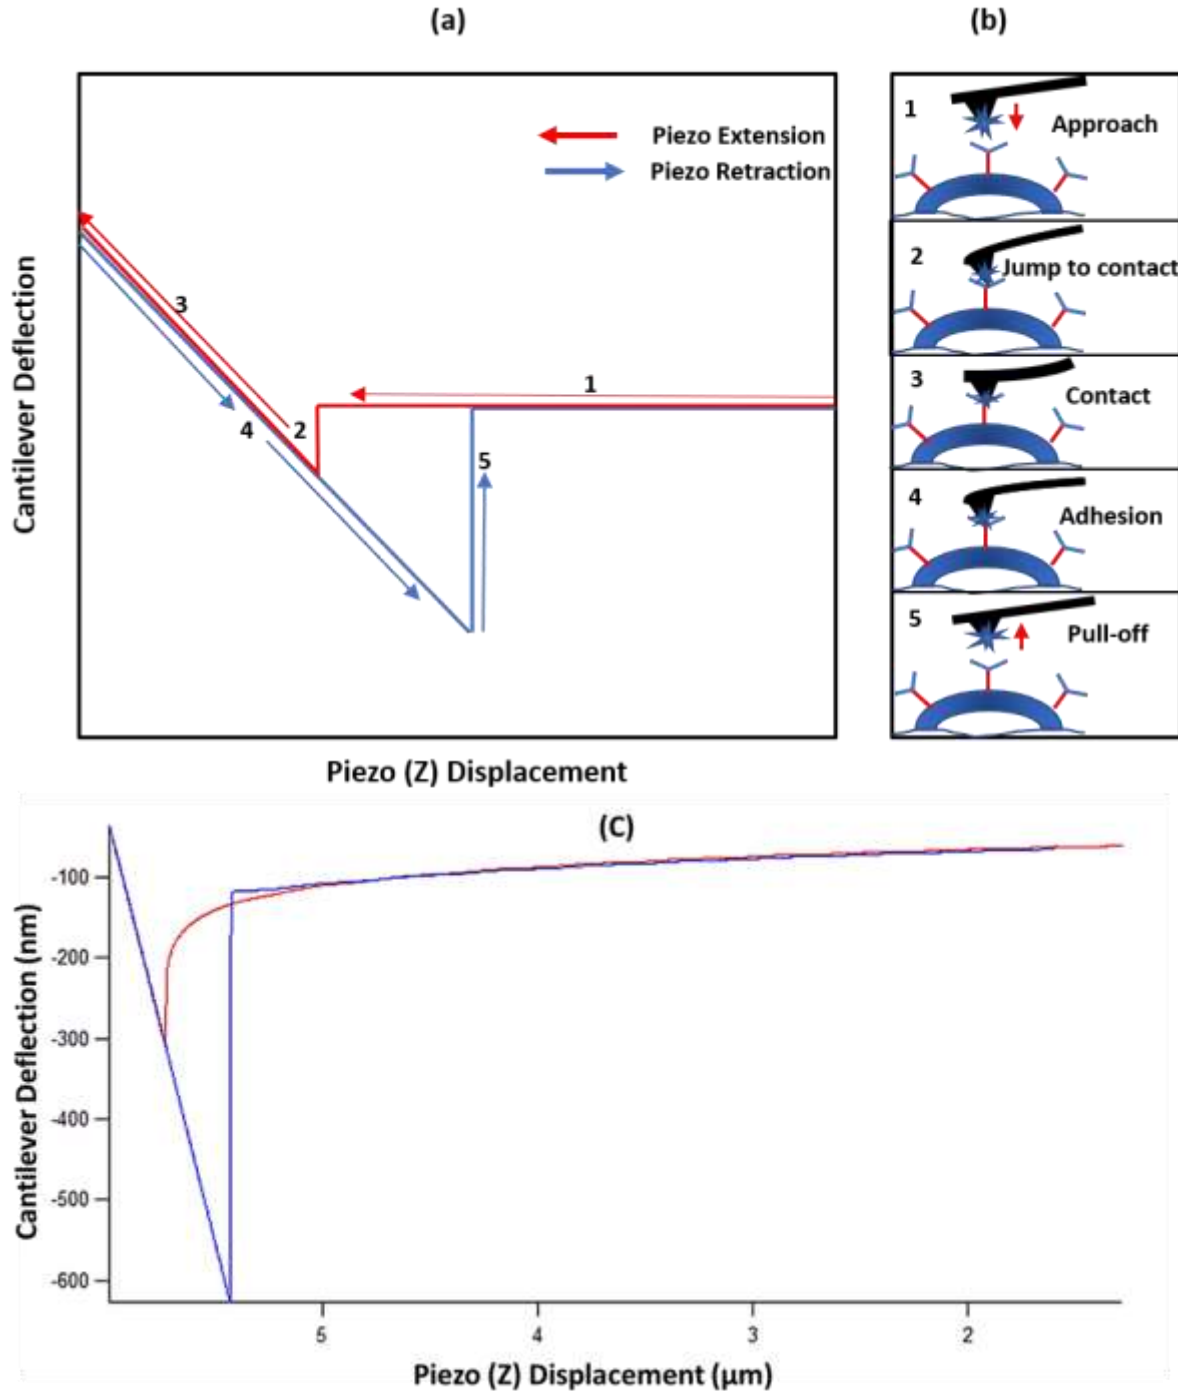 (a)
(b)
Piezo Extension
Piezo Retraction
3
4
2
1
5
Cantilever Deflection
Piezo (Z) Displacement
1
Approach
2
Jump to contact
3
Contact
4
Adhesion
5
Pull-off
(C)
Cantilever Deflection (nm)
-100
-200
-300
-400
-500
-600
5
4
3
2
Piezo (Z) Displacement (μm)